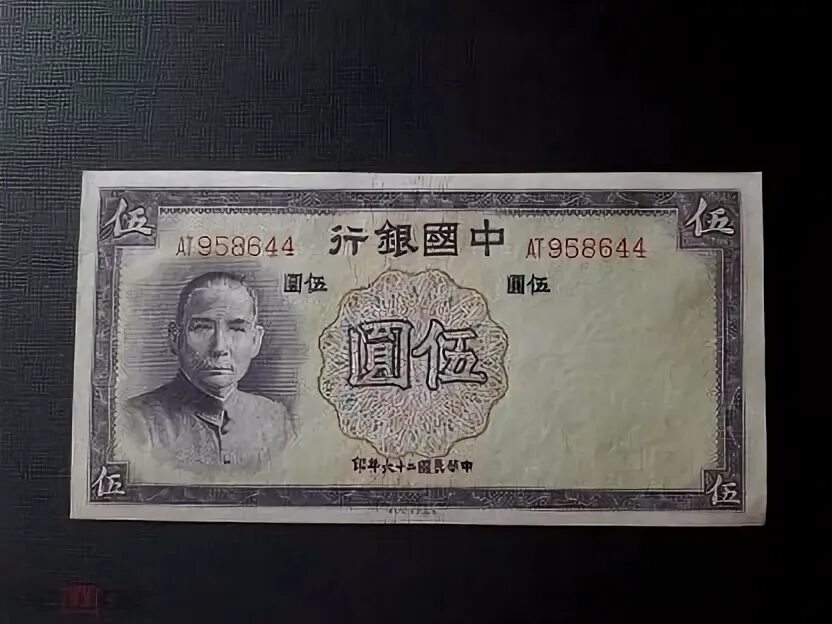 伍
伍
AT958644
中國銀行
AT958644
伍圓
伍圓
伍圓
中華民國二十六年印
伍
伍